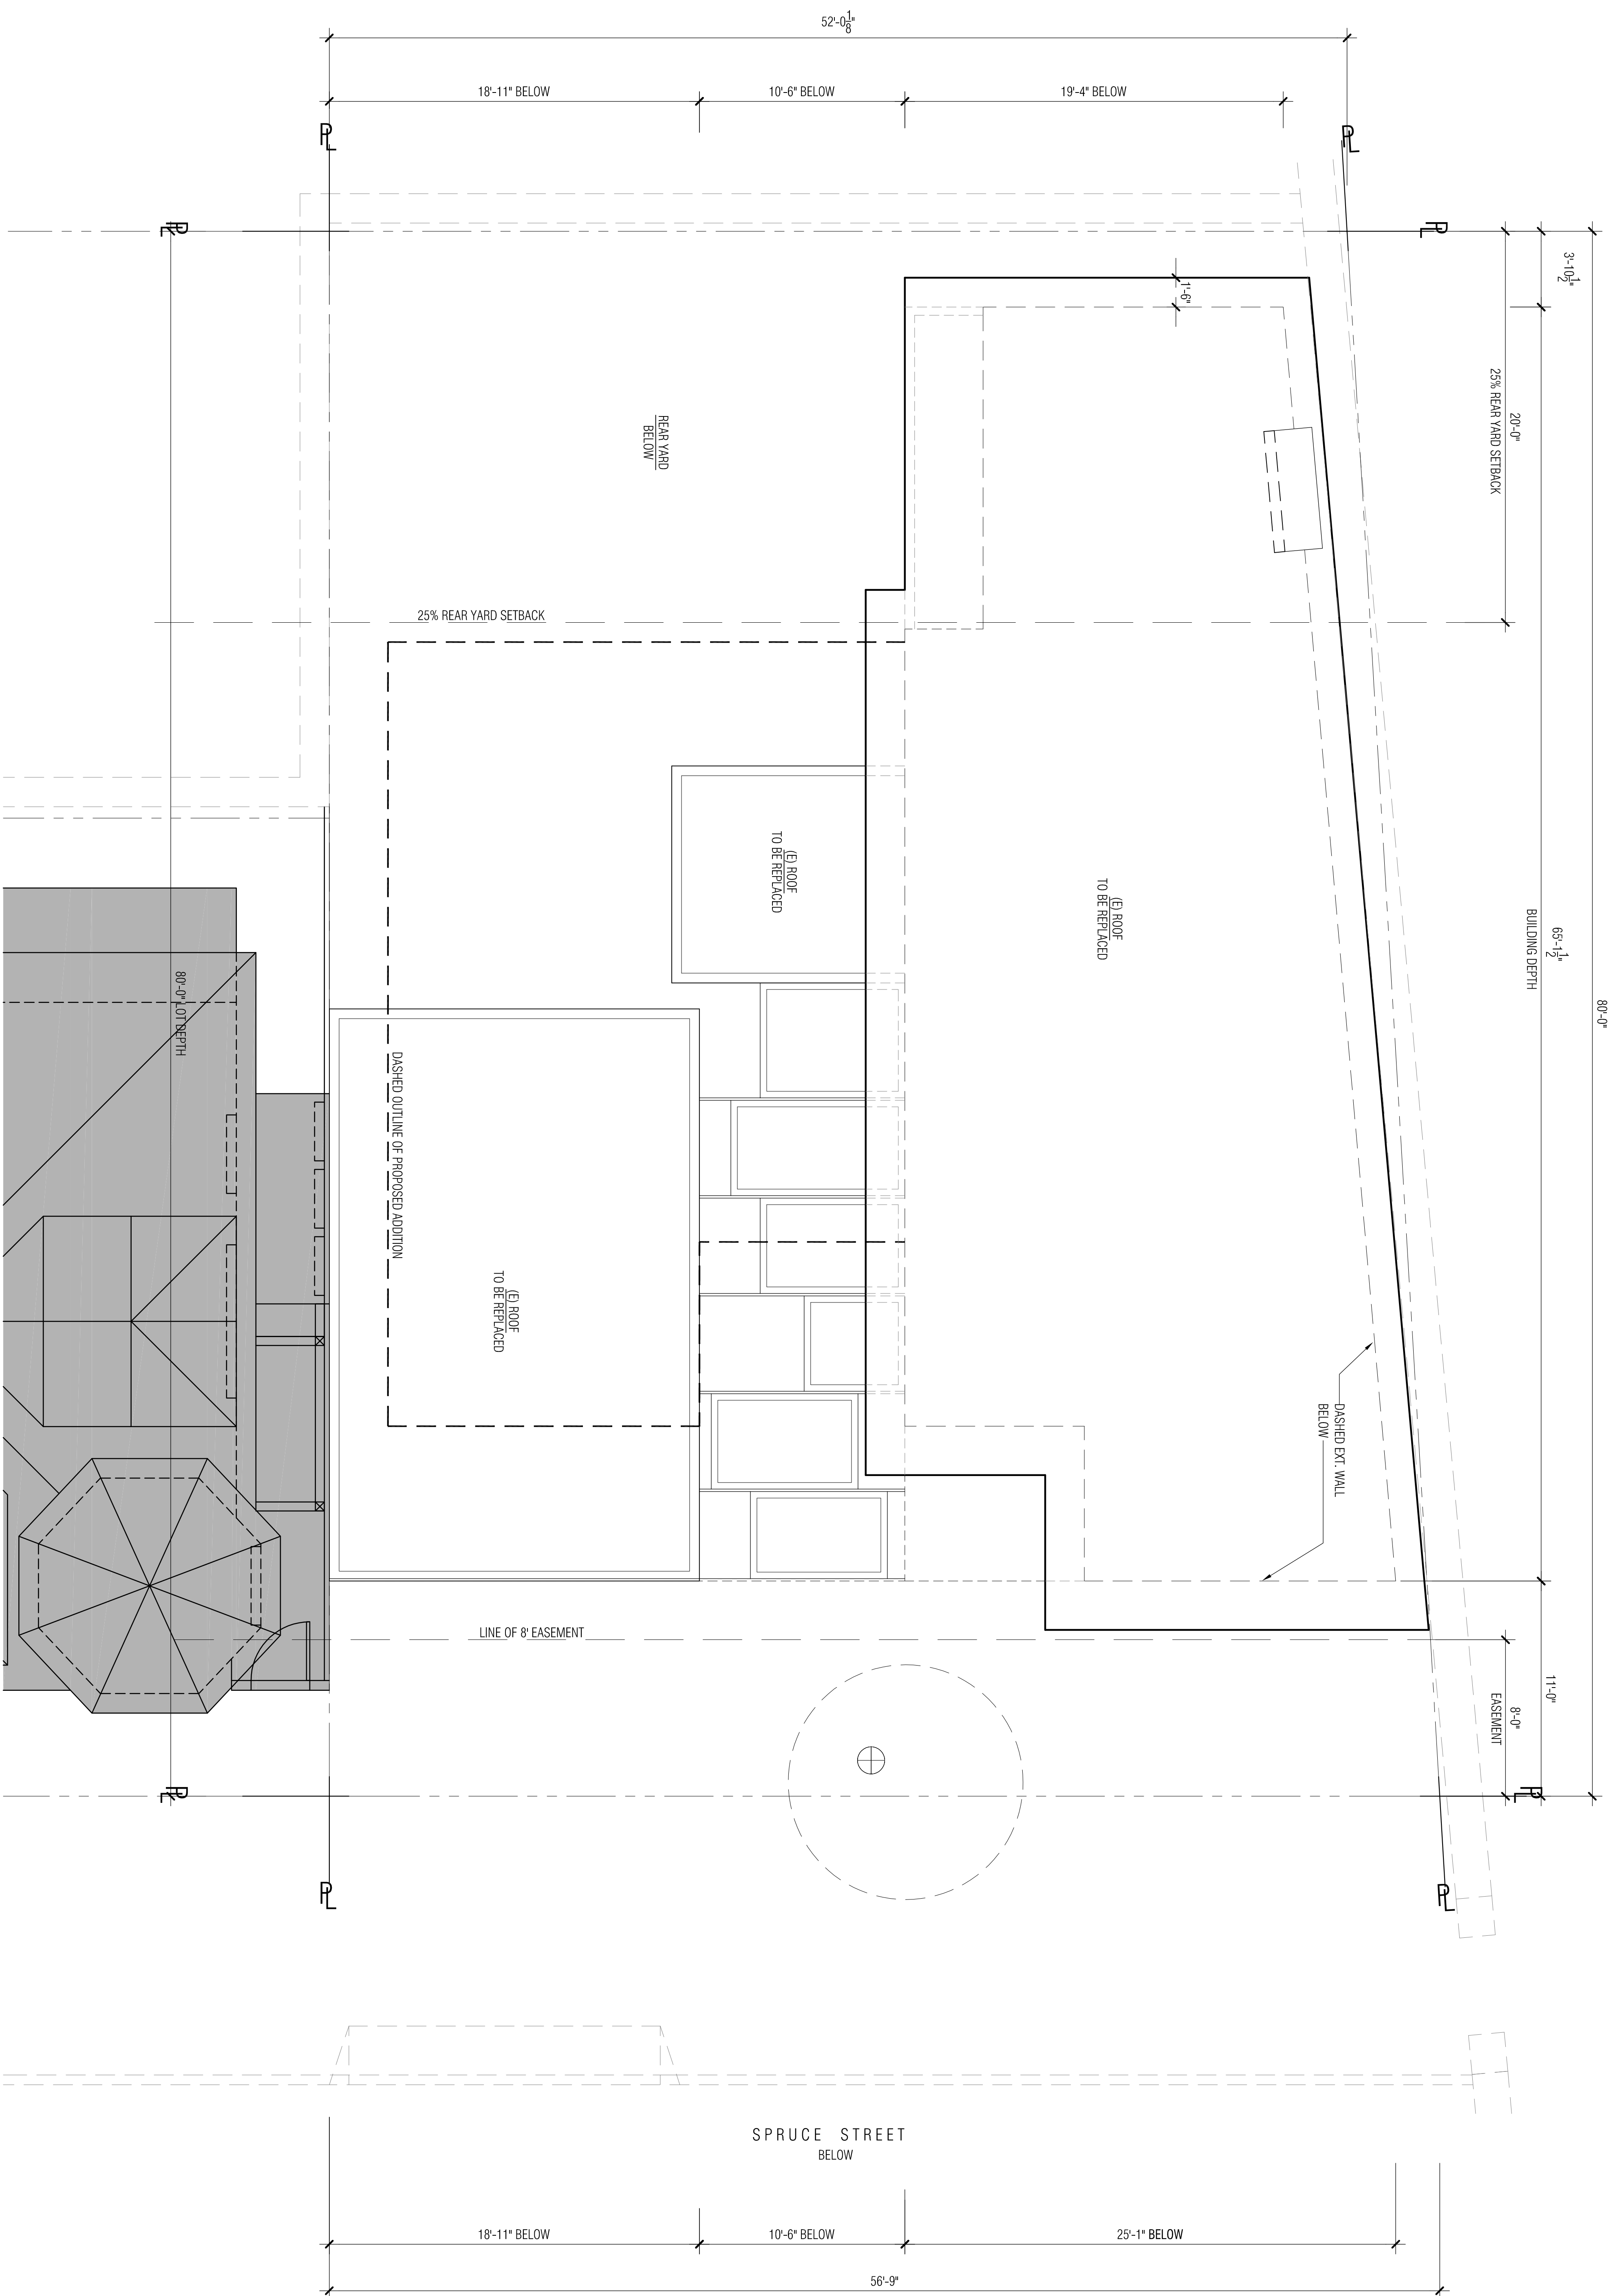 52'-0 1/8"
18'-11" BELOW
10'-6" BELOW
19'-4" BELOW
PL
PL
PL
PL
3'-10 1/2"
1'-6"
20'-0"
25% REAR YARD SETBACK
REAR YARD
BELOW
25% REAR YARD SETBACK
(E) ROOF
TO BE REPLACED
(E) ROOF
TO BE REPLACED
65'-1 1/2"
BUILDING DEPTH
80'-0"
80'-0" LOT DEPTH
DASHED OUTLINE OF PROPOSED ADDITION
(E) ROOF
TO BE REPLACED
DASHED EXT. WALL
BELOW
LINE OF 8' EASEMENT
11'-0"
8'-0"
EASEMENT
PL
PL
PL
PL
SPRUCE STREET
BELOW
18'-11" BELOW
10'-6" BELOW
25'-1" BELOW
56'-9"